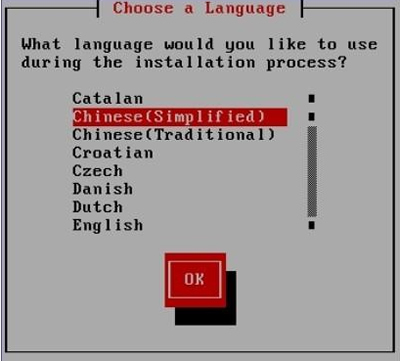 Choose a Language
What language would you like to use
during the installation process?
Catalan
Chinese(Simplified)
Chinese(Traditional)
Croatian
Czech
Danish
Dutch
English
OK